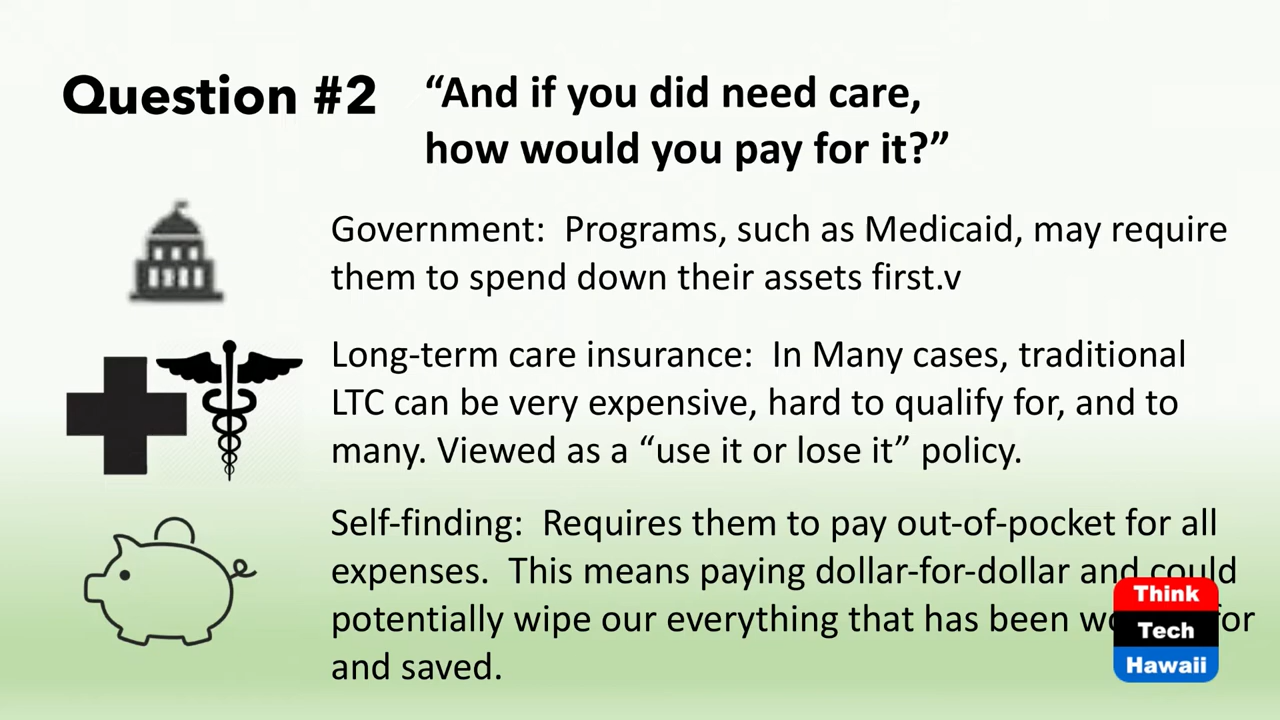 Question #2
“And if you did need care,
how would you pay for it?”
Government: Programs, such as Medicaid, may require
them to spend down their assets first.v
Long-term care insurance: In Many cases, traditional
LTC can be very expensive, hard to qualify for, and to
many. Viewed as a “use it or lose it” policy.
Self-finding: Requires them to pay out-of-pocket for all
expenses. This means paying dollar-for-dollar and could
potentially wipe our everything that has been for
and saved.
Think
Tech
Hawaii